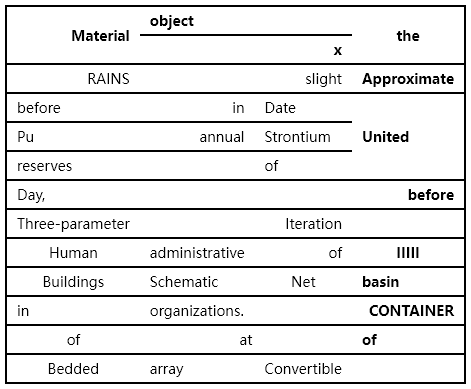 object
Material the
x
RAINS slight Approximate
before in Date
Pu annual Strontium United
reserves of
Day, before
Three-parameter Iteration
Human administrative of IIIII
Buildings Schematic Net basin
in organizations. CONTAINER
of at of
Bedded array Convertible